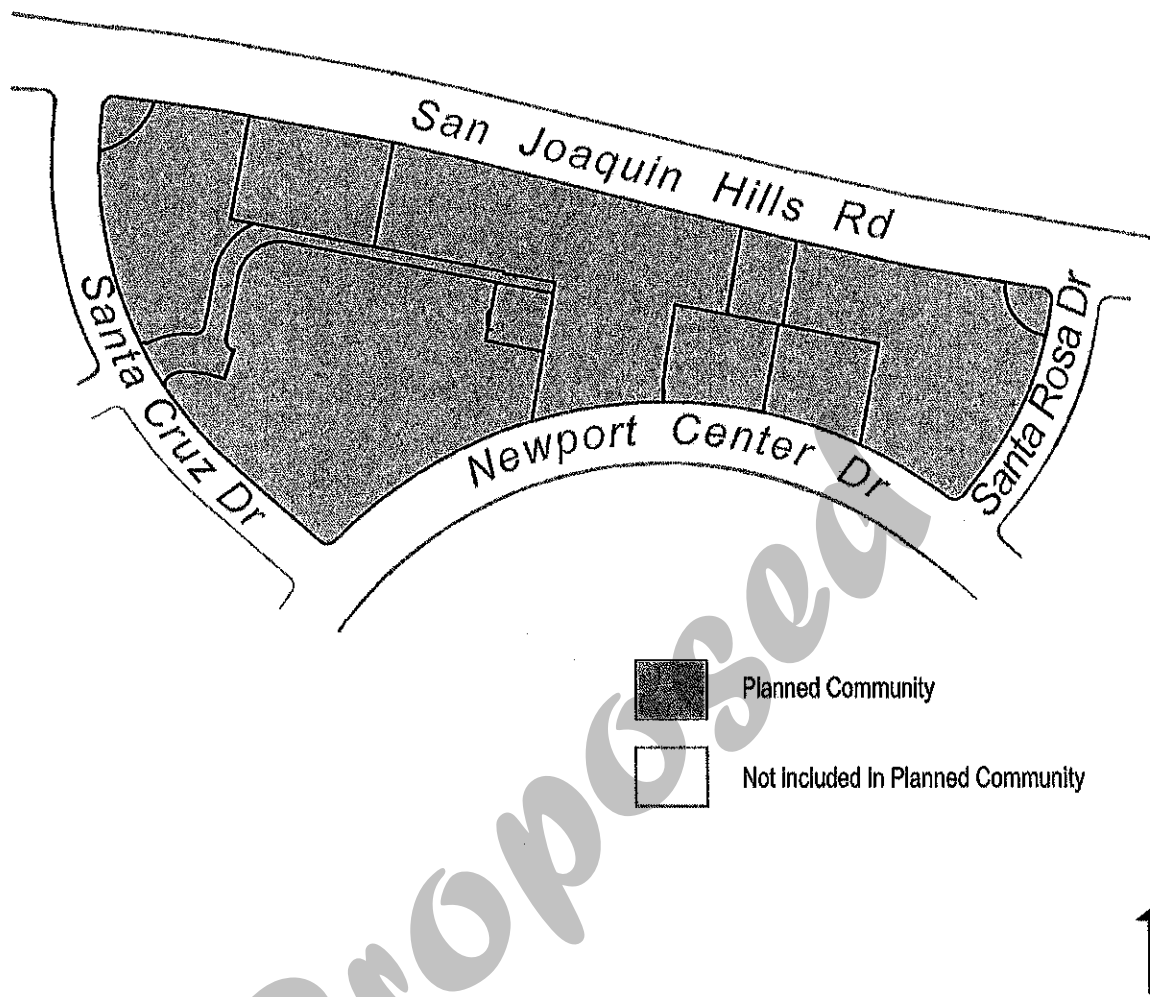 San Joaquin Hills Rd
Santa Cruz Dr
Newport Center Dr
Santa Rosa Dr
Planned Community
Not Included In Planned Community
Proposed